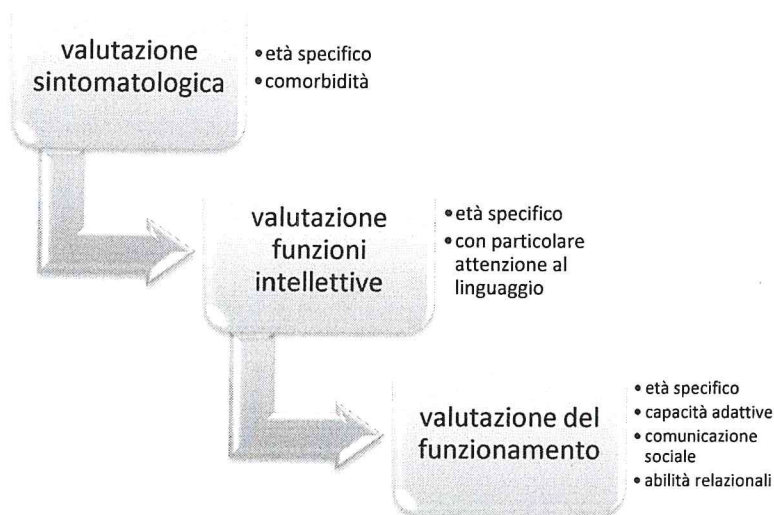 valutazione
sintomatologica
• età specifico
• comorbidità
valutazione
funzioni
intellettive
• età specifico
• con particolare
attenzione al
linguaggio
valutazione del
funzionamento
• età specifico
• capacità adattive
• comunicazione
sociale
• abilità relazionali